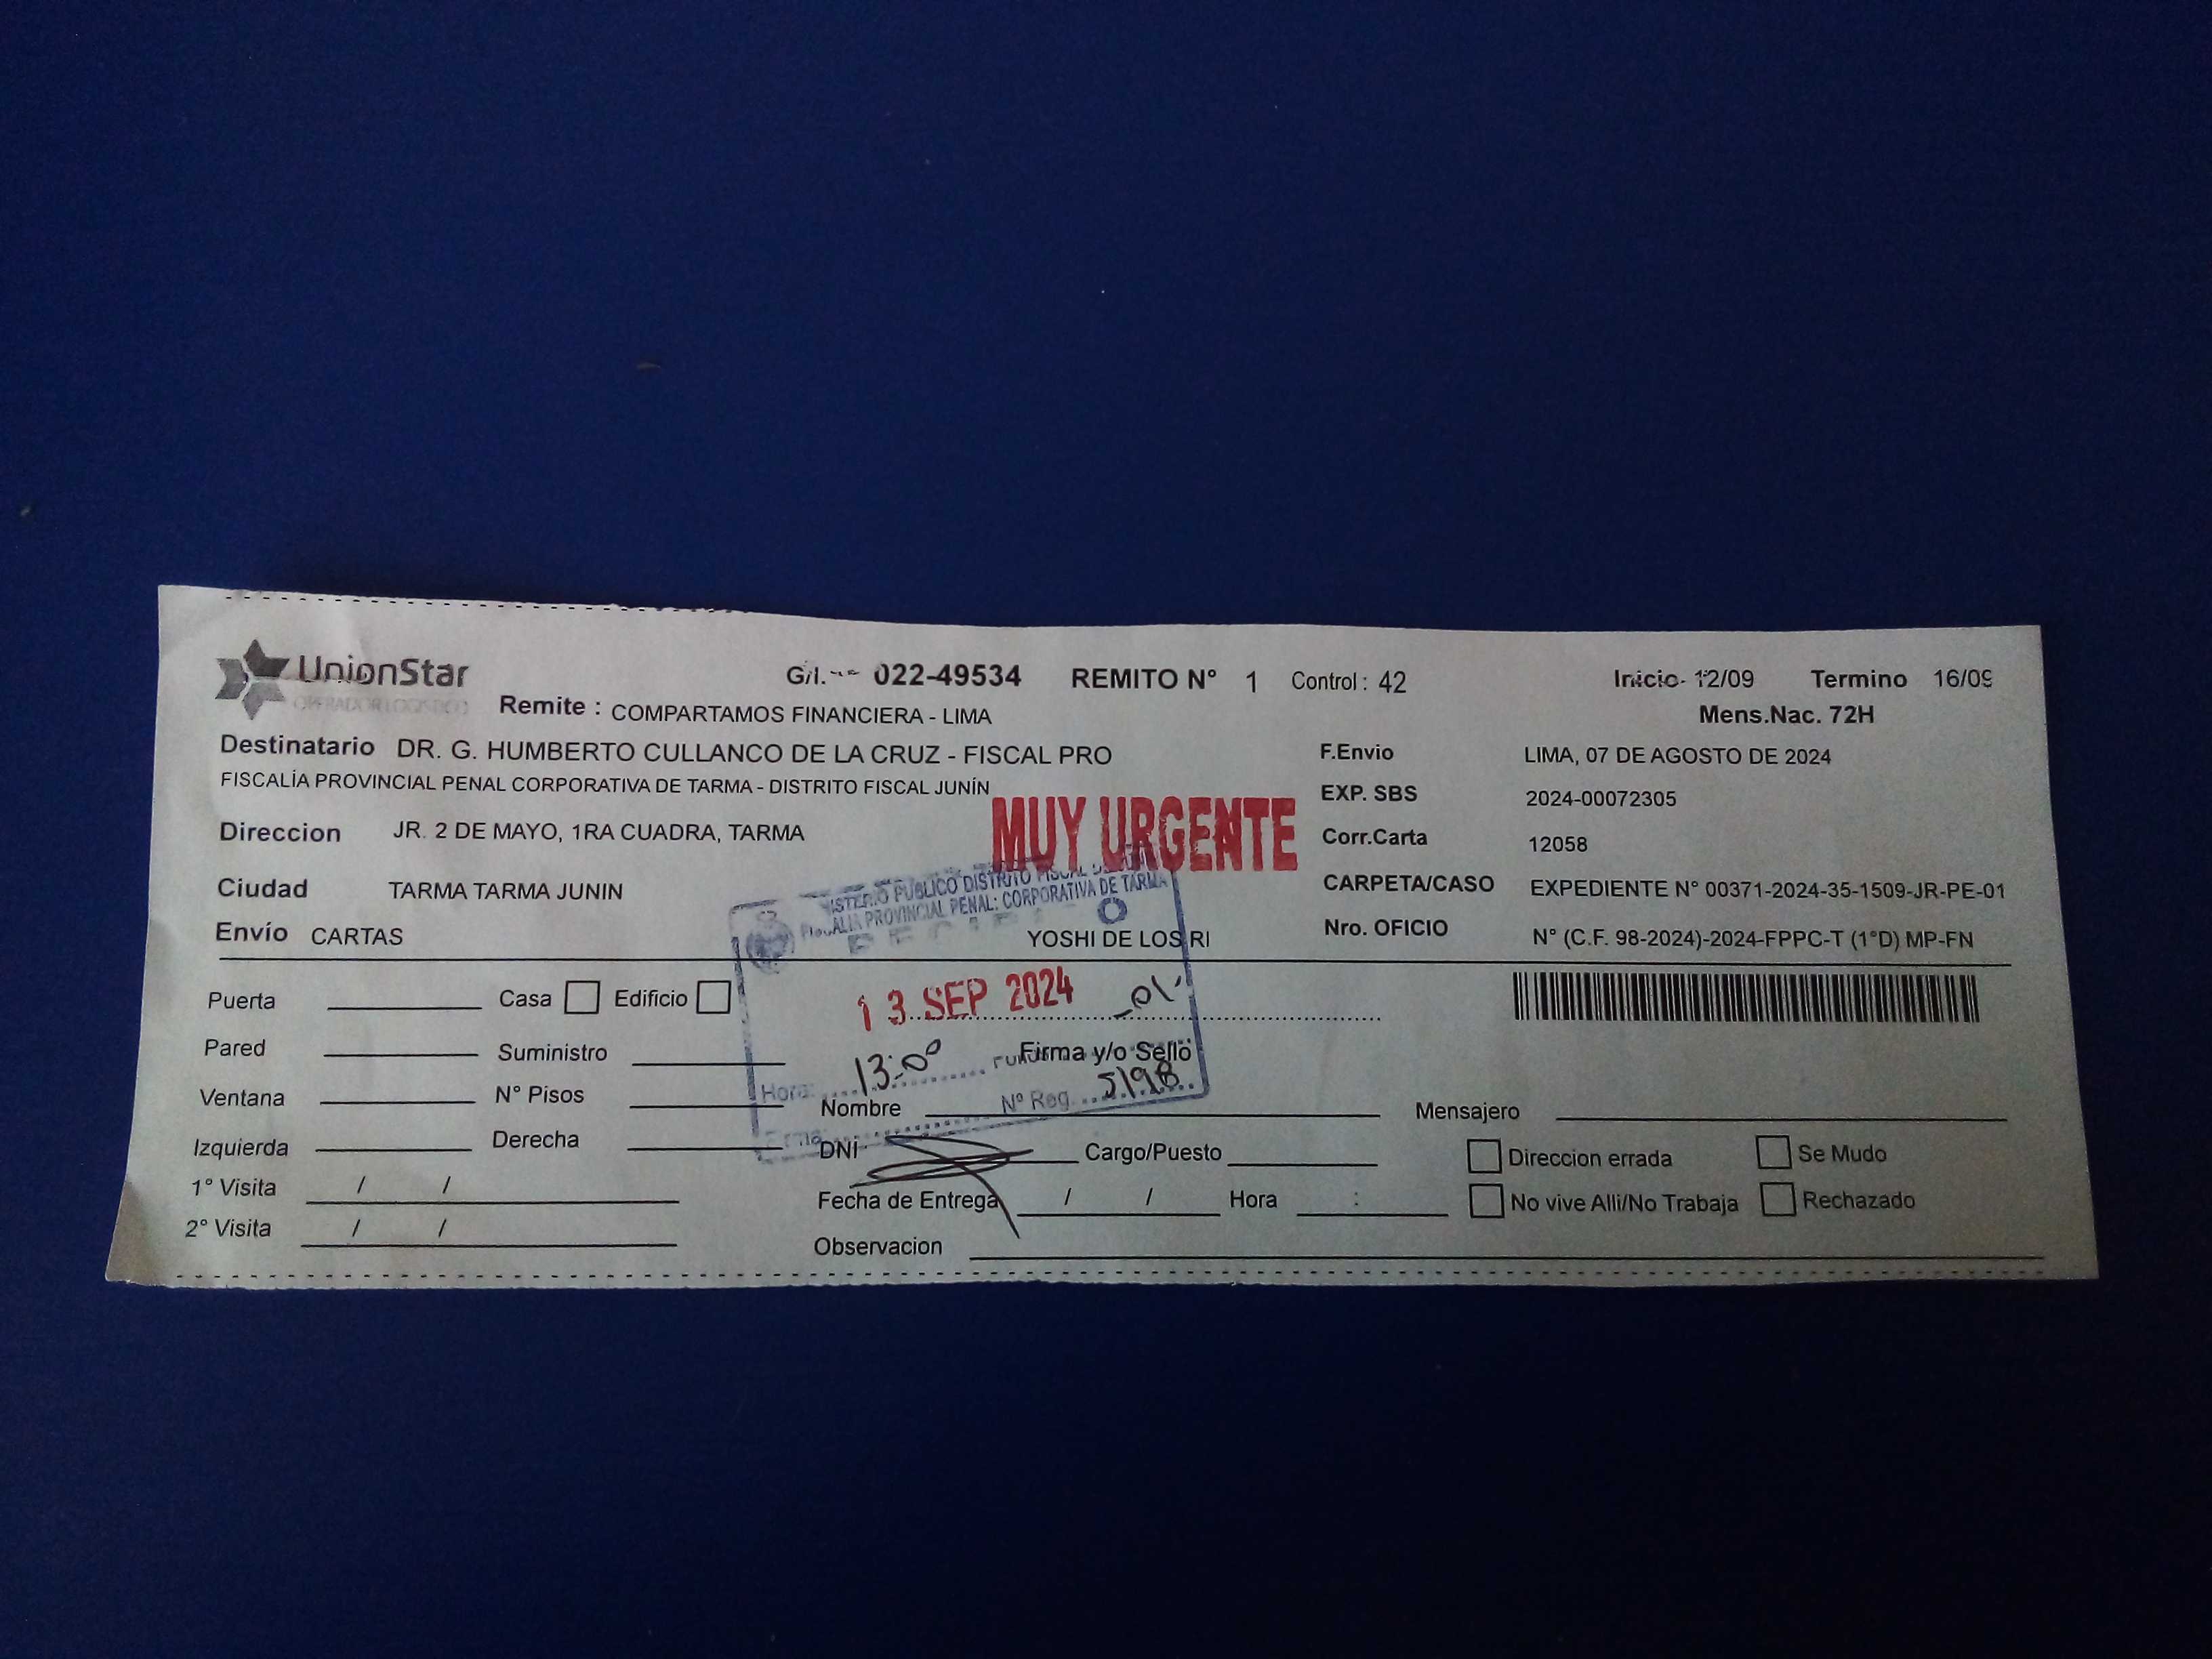 UnionStar
OPERADOR LOGISTICO
022-49534 REMITO N° 1 Control : 42 Inicio- 12/09 Termino 16/09
Remite : COMPARTAMOS FINANCIERA - LIMA Mens.Nac. 72H
Destinatario DR. G. HUMBERTO CULLANCO DE LA CRUZ - FISCAL PRO F.Envio LIMA, 07 DE AGOSTO DE 2024
FISCALÍA PROVINCIAL PENAL CORPORATIVA DE TARMA - DISTRITO FISCAL JUNÍN EXP. SBS 2024-00072305
MUY URGENTE
Direccion JR. 2 DE MAYO, 1RA CUADRA, TARMA Corr.Carta 12058
Ciudad TARMA TARMA JUNIN CARPETA/CASO EXPEDIENTE N° 00371-2024-35-1509-JR-PE-01
PUBLICO DISTRITO FISCAL
PROVINCIAL PENAL: CORPORATIVA DE TARMA
Envío CARTAS YOSHI DE LOS RI Nro. OFICIO N° (C.F. 98-2024)-2024-FPPC-T (1°D) MP-FN
Puerta Casa Edificio 13 SEP 2024
Pared Suministro Firma y/o Sello
Hora: 13:00
Nº Reg. 5198
Ventana N° Pisos Nombre Mensajero
Izquierda Derecha DNI Cargo/Puesto Direccion errada Se Mudo
1° Visita / / Fecha de Entrega / / Hora : No vive Alli/No Trabaja Rechazado
2° Visita / / Observacion